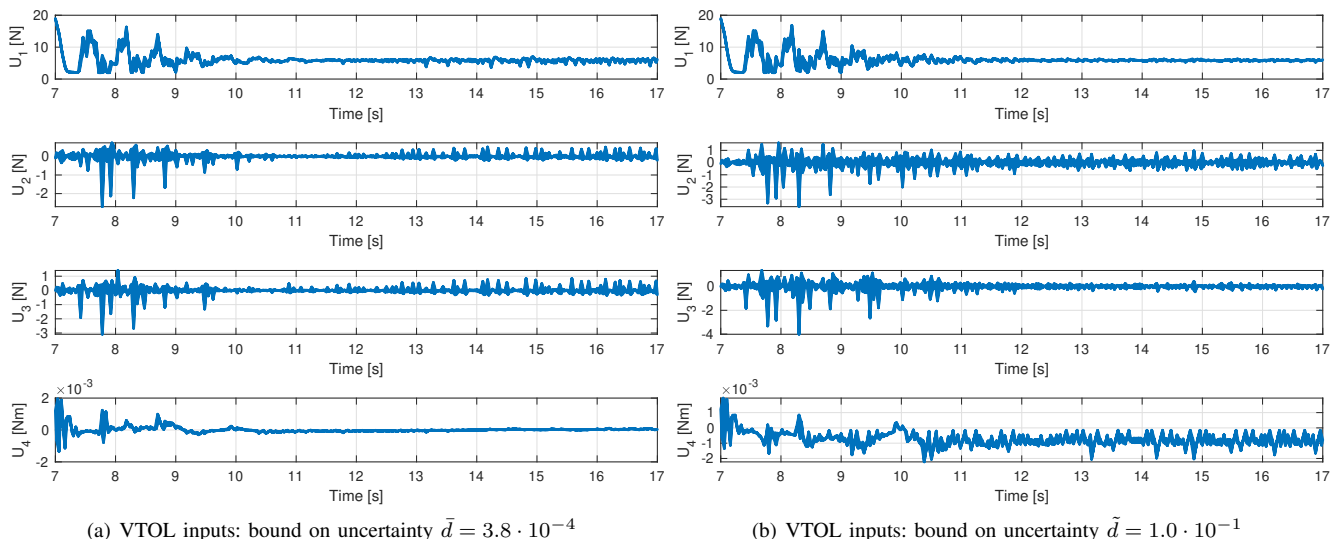 20
10
0
U1 [N]
7 8 9 10 11 12 13 14 15 16 17
Time [s]
0
-1
-2
U2 [N]
7 8 9 10 11 12 13 14 15 16 17
Time [s]
1
0
-1
-2
-3
U3 [N]
7 8 9 10 11 12 13 14 15 16 17
Time [s]
×10-3
2
0
-2
U4 [Nm]
7 8 9 10 11 12 13 14 15 16 17
Time [s]
(a) VTOL inputs: bound on uncertainty d̄ = 3.8 · 10−4
20
10
0
U1 [N]
7 8 9 10 11 12 13 14 15 16 17
Time [s]
1
0
-1
-2
-3
U2 [N]
7 8 9 10 11 12 13 14 15 16 17
Time [s]
0
-2
-4
U3 [N]
7 8 9 10 11 12 13 14 15 16 17
Time [s]
×10-3
1
0
-1
-2
U4 [Nm]
7 8 9 10 11 12 13 14 15 16 17
Time [s]
(b) VTOL inputs: bound on uncertainty d̃ = 1.0 · 10−1